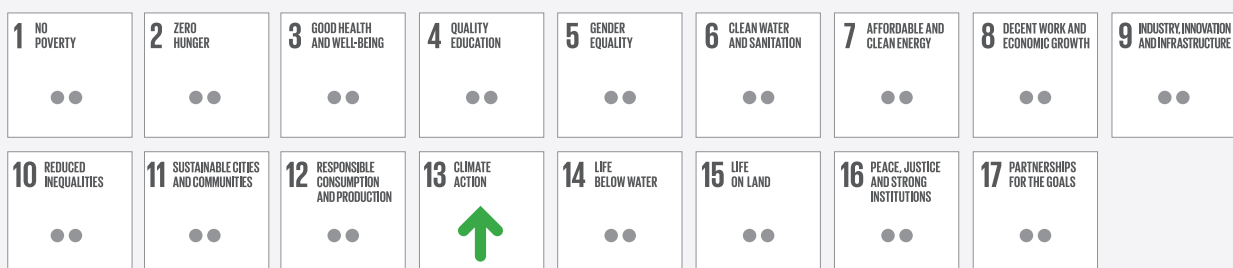 1 NO
POVERTY
2 ZERO
HUNGER
3 GOOD HEALTH
AND WELL-BEING
4 QUALITY
EDUCATION
5 GENDER
EQUALITY
6 CLEAN WATER
AND SANITATION
7 AFFORDABLE AND
CLEAN ENERGY
8 DECENT WORK AND
ECONOMIC GROWTH
9 INDUSTRY, INNOVATION
AND INFRASTRUCTURE
10 REDUCED
INEQUALITIES
11 SUSTAINABLE CITIES
AND COMMUNITIES
12 RESPONSIBLE
CONSUMPTION
AND PRODUCTION
13 CLIMATE
ACTION
14 LIFE
BELOW WATER
15 LIFE
ON LAND
16 PEACE, JUSTICE
AND STRONG
INSTITUTIONS
17 PARTNERSHIPS
FOR THE GOALS